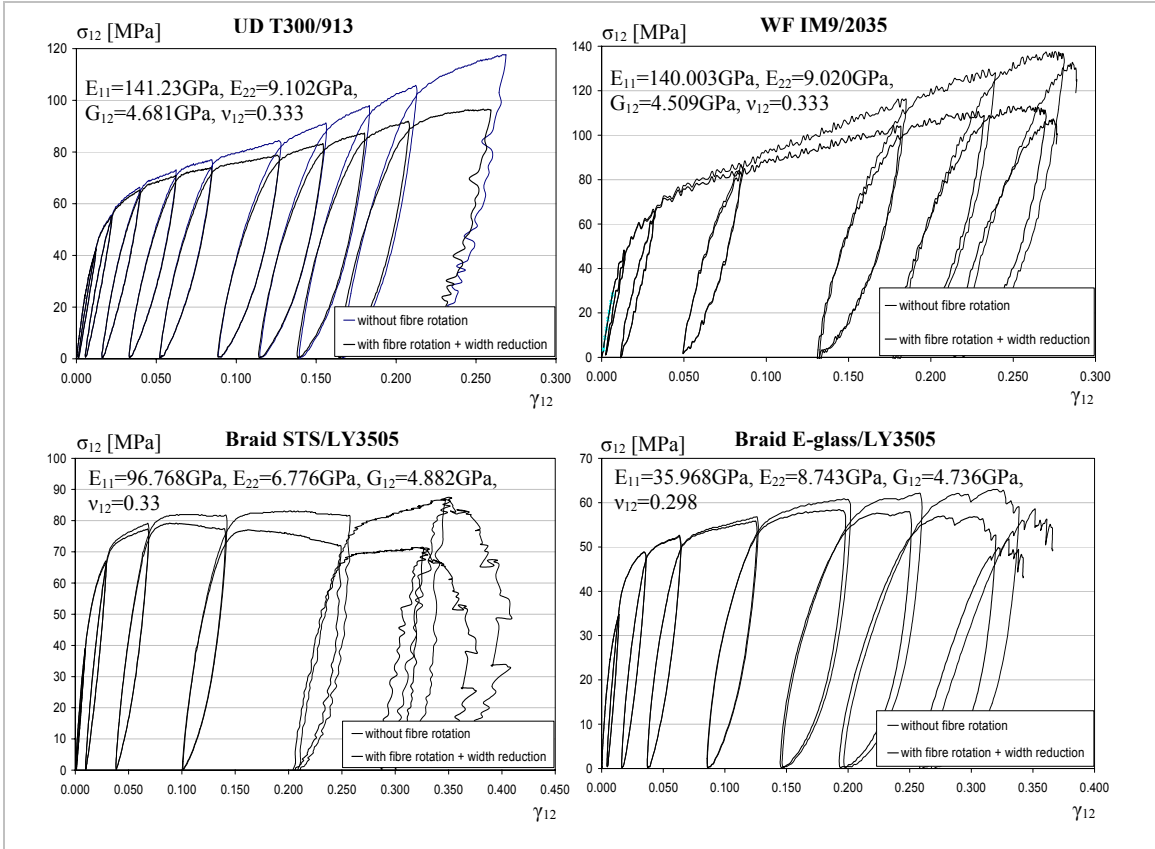 UD T300/913
σ12 [MPa]
E11=141.23GPa, E22=9.102GPa,
G12=4.681GPa, ν12=0.333
120
100
80
60
40
20
0
0.000 0.050 0.100 0.150 0.200 0.250 0.300
γ12
without fibre rotation
with fibre rotation + width reduction
WF IM9/2035
σ12 [MPa]
E11=140.003GPa, E22=9.020GPa,
G12=4.509GPa, ν12=0.333
140
120
100
80
60
40
20
0
0.000 0.050 0.100 0.150 0.200 0.250 0.300
γ12
without fibre rotation
with fibre rotation + width reduction
Braid STS/LY3505
σ12 [MPa]
E11=96.768GPa, E22=6.776GPa, G12=4.882GPa,
ν12=0.33
100
90
80
70
60
50
40
30
20
10
0
0.000 0.050 0.100 0.150 0.200 0.250 0.300 0.350 0.400 0.450
γ12
without fibre rotation
with fibre rotation + width reduction
Braid E-glass/LY3505
σ12 [MPa]
E11=35.968GPa, E22=8.743GPa, G12=4.736GPa,
ν12=0.298
70
60
50
40
30
20
10
0
0.000 0.050 0.100 0.150 0.200 0.250 0.300 0.350 0.400
γ12
without fibre rotation
with fibre rotation + width reduction